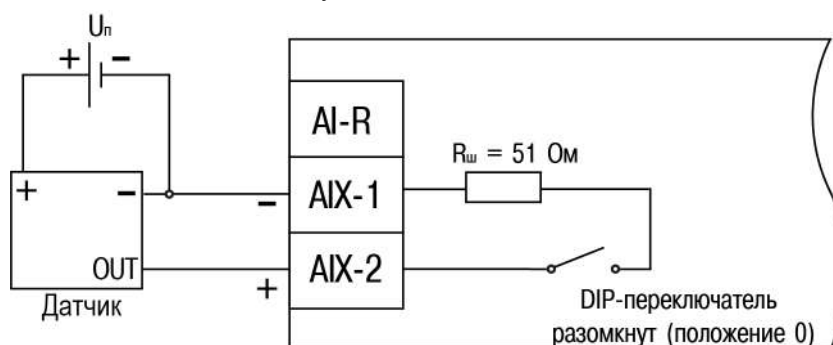 Uп
+ −
AI-R
Rш = 51 Ом
+ −
− AIX-1
OUT
+ AIX-2
Датчик
DIP-переключатель
разомкнут (положение 0)